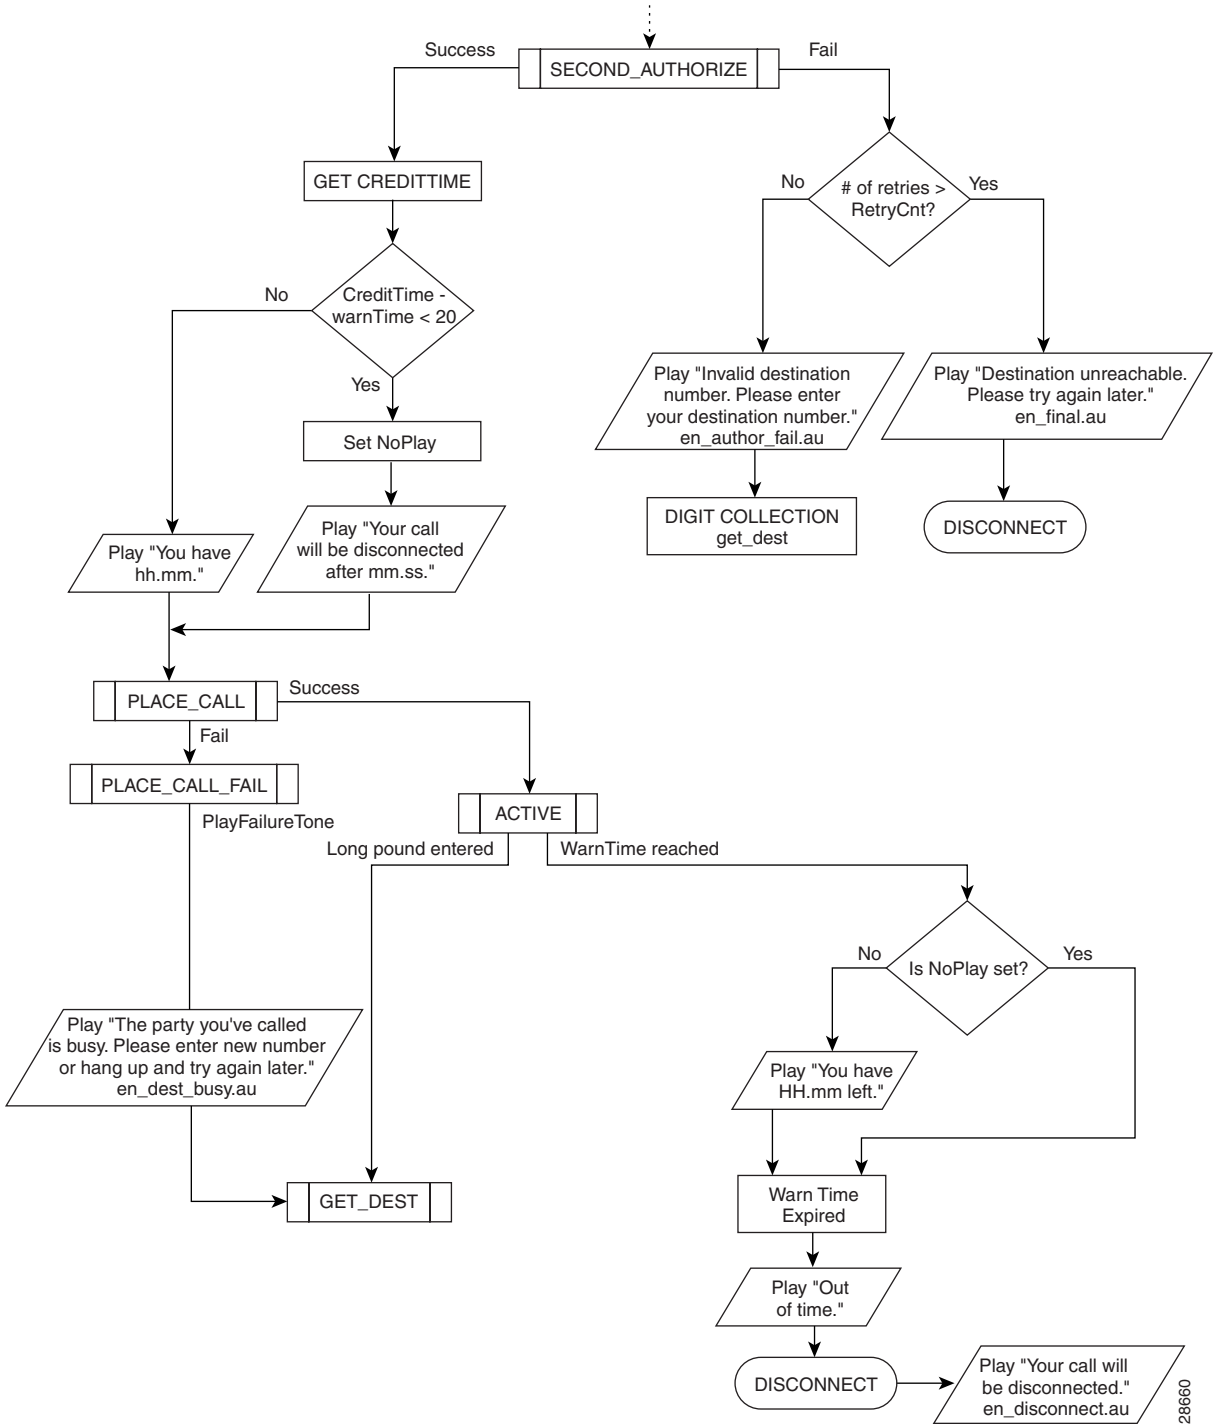 Success
SECOND_AUTHORIZE
Fail
GET CREDITTIME
No
# of retries >
RetryCnt?
Yes
No
CreditTime -
warnTime < 20
Yes
Play "Invalid destination
number. Please enter
your destination number."
en_author_fail.au
Play "Destination unreachable.
Please try again later."
en_final.au
Set NoPlay
DIGIT COLLECTION
get_dest
DISCONNECT
Play "You have
hh.mm."
Play "Your call
will be disconnected
after mm.ss."
PLACE_CALL
Success
Fail
PLACE_CALL_FAIL
PlayFailureTone
ACTIVE
Long pound entered
WarnTime reached
No
Is NoPlay set?
Yes
Play "The party you've called
is busy. Please enter new number
or hang up and try again later."
en_dest_busy.au
Play "You have
HH.mm left."
GET_DEST
Warn Time
Expired
Play "Out
of time."
DISCONNECT
Play "Your call will
be disconnected."
en_disconnect.au
28660